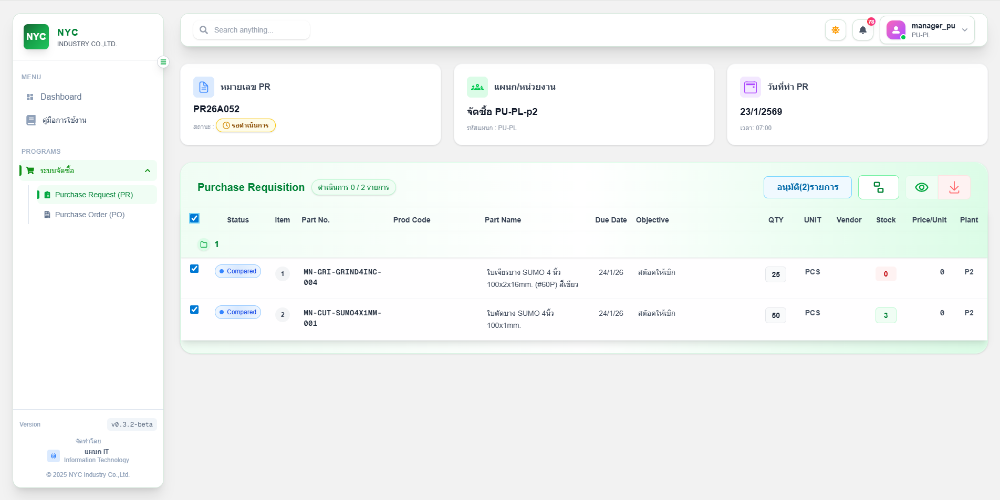 NYC
NYC
INDUSTRY CO.,LTD.
MENU
Dashboard
คู่มือการใช้งาน
PROGRAMS
ระบบจัดซื้อ
Purchase Request (PR)
Purchase Order (PO)
Version
v0.3.2-beta
จัดทำโดย
แผนก IT
Information Technology
© 2025 NYC Industry Co.,Ltd.
Search anything...
78
manager_pu
PU-PL
หมายเลข PR
PR26A052
สถานะ : รอดำเนินการ
แผนก/หน่วยงาน
จัดซื้อ PU-PL-p2
รหัสแผนก : PU-PL
วันที่ทำ PR
23/1/2569
เวลา: 07:00
Purchase Requisition ดำเนินการ 0 / 2 รายการ
อนุมัติ(2)รายการ
Status Item Part No. Prod Code Part Name Due Date Objective QTY UNIT Vendor Stock Price/Unit Plant
1
Compared 1 MN-GRI-GRIND4INC- ใบเจียรบาง SUMO 4 นิ้ว 24/1/26 สต๊อคให้เบิก 25 PCS 0 0 P2
004 100x2x16mm. (#60P) สีเขียว
Compared 2 MN-CUT-SUMO4X1MM- ใบตัดบาง SUMO 4นิ้ว 24/1/26 สต๊อคให้เบิก 50 PCS 3 0 P2
001 100x1mm.